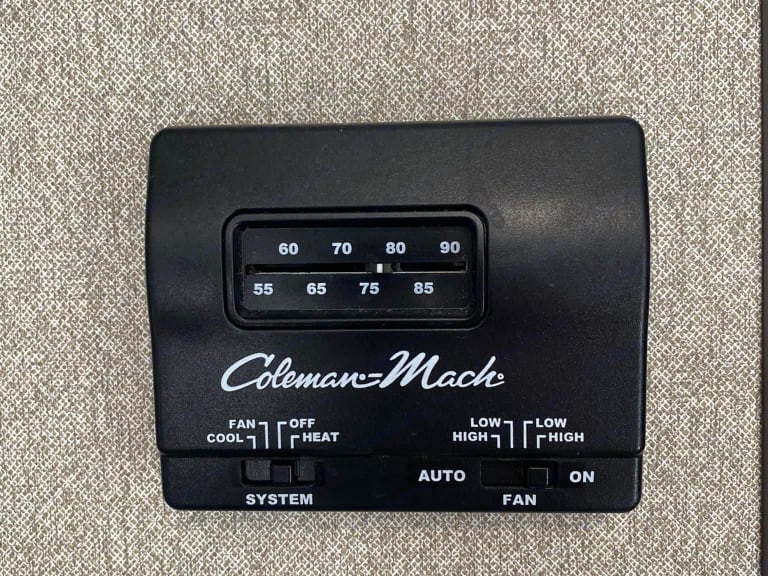 60 70 80 90
55 65 75 85
Coleman-Mach
FAN OFF
COOL HEAT
SYSTEM
LOW LOW
HIGH HIGH
AUTO ON
FAN